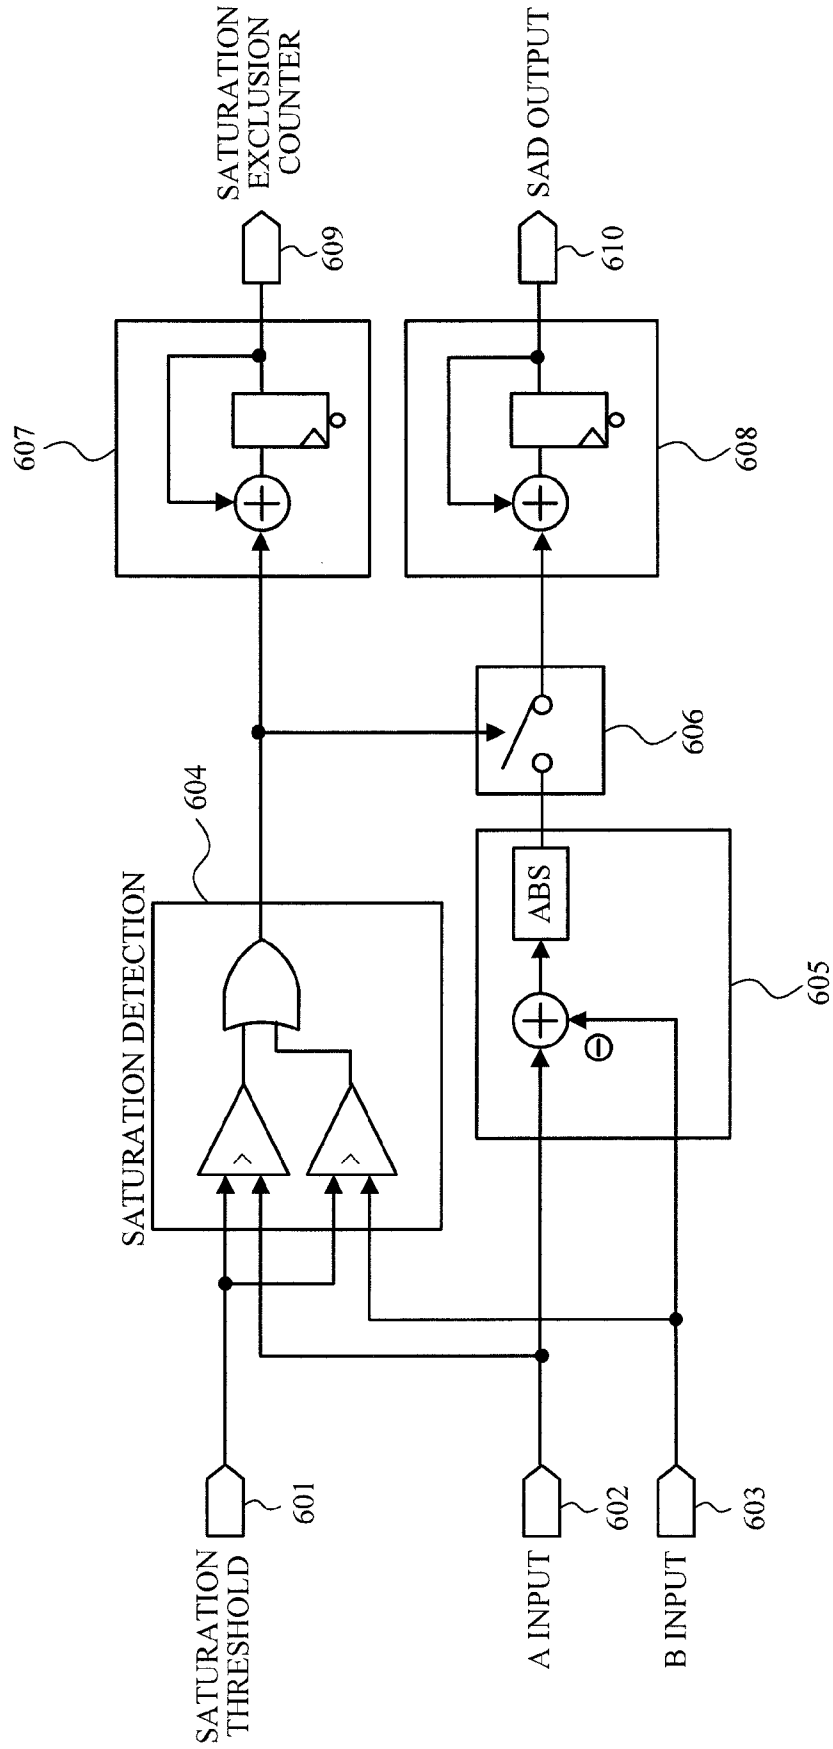 SATURATION
THRESHOLD
601
A INPUT
602
B INPUT
603
SATURATION DETECTION
604
<
<
605
ABS
606
607
608
SATURATION
EXCLUSION
COUNTER
609
SAD OUTPUT
610